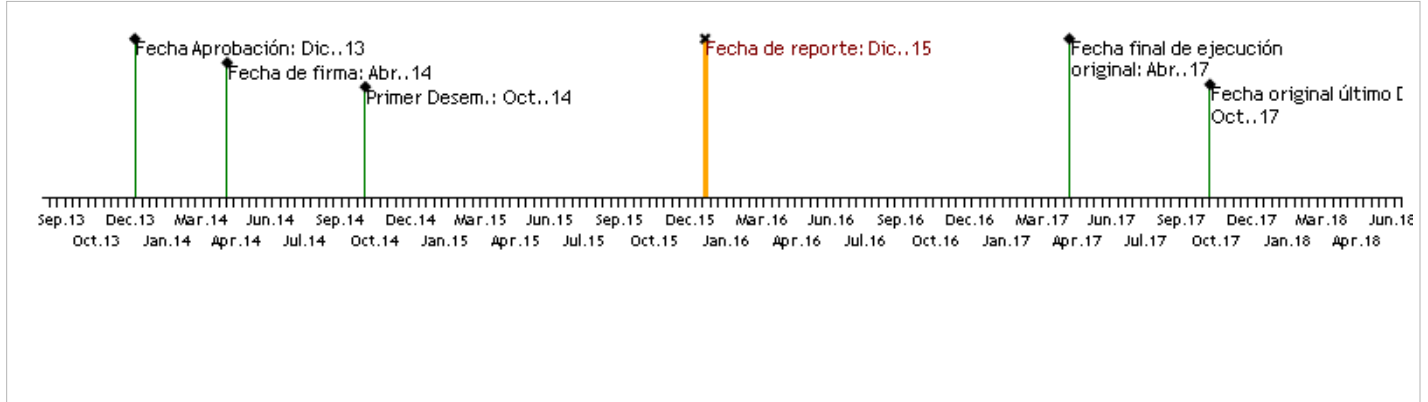 Fecha Aprobación: Dic..13
Fecha de firma: Abr..14
Primer Desem.: Oct..14
Fecha de reporte: Dic..15
Fecha final de ejecución
original: Abr..17
Fecha original último
Oct..17
Sep.13 Dec.13 Mar.14 Jun.14 Sep.14 Dec.14 Mar.15 Jun.15 Sep.15 Dec.15 Mar.16 Jun.16 Sep.16 Dec.16 Mar.17 Jun.17 Sep.17 Dec.17 Mar.18 Jun.18
Oct.13 Jan.14 Apr.14 Jul.14 Oct.14 Jan.15 Apr.15 Jul.15 Oct.15 Jan.16 Apr.16 Jul.16 Oct.16 Jan.17 Apr.17 Jul.17 Oct.17 Jan.18 Apr.18